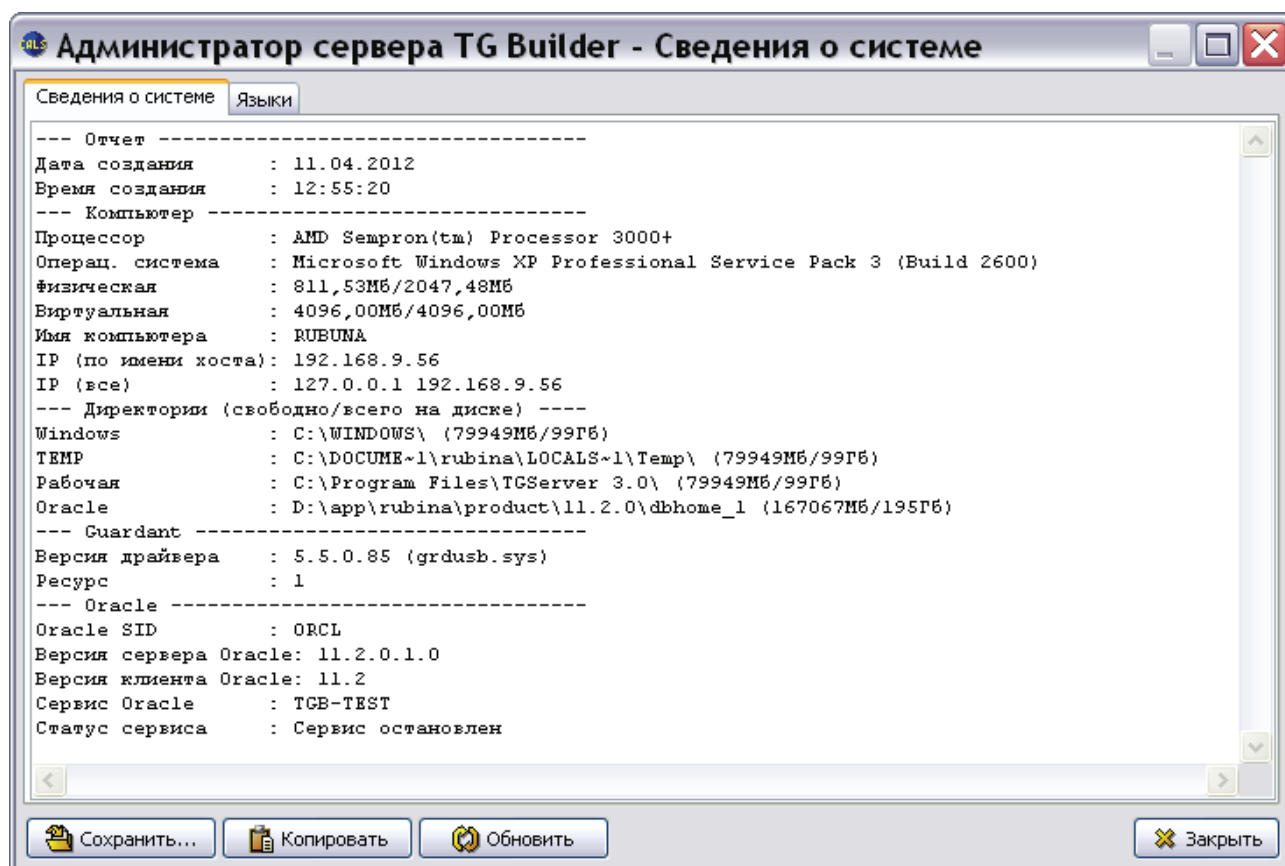 CALS Администратор сервера TG Builder - Сведения о системе
Сведения о системе Языки
--- Отчет -----------------------------------
Дата создания : 11.04.2012
Время создания : 12:55:20
--- Компьютер -------------------------------
Процессор : AMD Sempron(tm) Processor 3000+
Операц. система : Microsoft Windows XP Professional Service Pack 3 (Build 2600)
Физическая : 811,53Мб/2047,48Мб
Виртуальная : 4096,00Мб/4096,00Мб
Имя компьютера : RUBUNA
IP (по имени хоста): 192.168.9.56
IP (все) : 127.0.0.1 192.168.9.56
--- Директории (свободно/всего на диске) ----
Windows : C:\WINDOWS\ (79949Мб/99Гб)
TEMP : C:\DOCUME~1\rubina\LOCALS~1\Temp\ (79949Мб/99Гб)
Рабочая : C:\Program Files\TGServer 3.0\ (79949Мб/99Гб)
Oracle : D:\app\rubina\product\11.2.0\dbhome_1 (167067Мб/195Гб)
--- Guardant --------------------------------
Версия драйвера : 5.5.0.85 (grdusb.sys)
Ресурс : 1
--- Oracle ----------------------------------
Oracle SID : ORCL
Версия сервера Oracle: 11.2.0.1.0
Версия клиента Oracle: 11.2
Сервис Oracle : TGB-TEST
Статус сервиса : Сервис остановлен
Сохранить... Копировать Обновить Закрыть